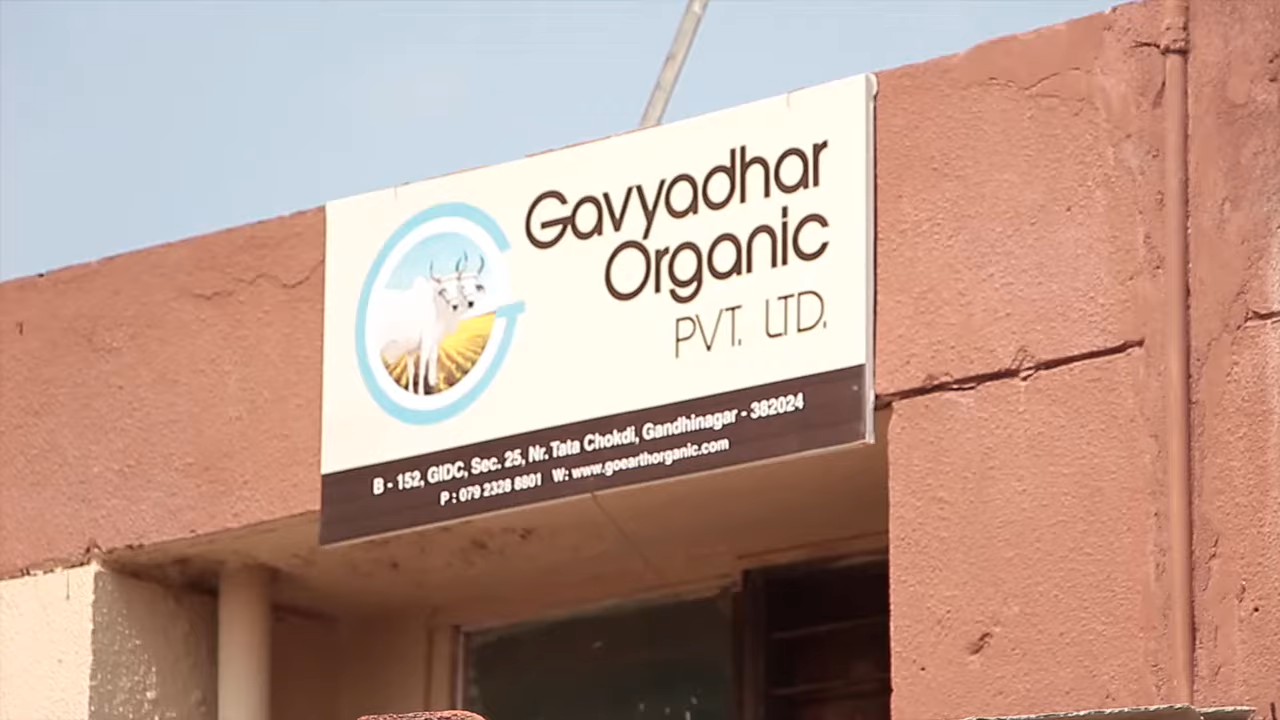 Gavyadhar
Organic
PVT. LTD.
B - 152, GIDC, Sec. 25, Nr. Tata Chokdi, Gandhinagar - 382024
P : 079 2328 8801 W: www.goearthorganic.com